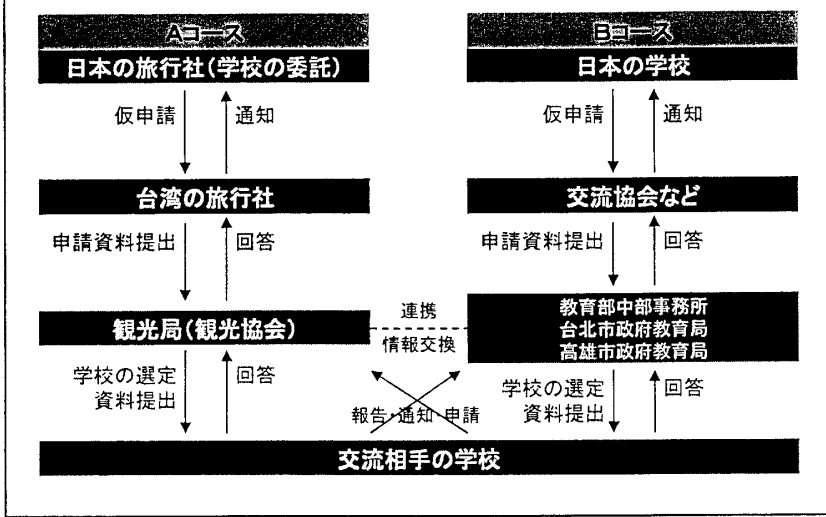 Aコース
日本の旅行社(学校の委託)
仮申請
通知
台湾の旅行社
申請資料提出
回答
観光局(観光協会)
学校の選定
資料提出
回答
Bコース
日本の学校
仮申請
通知
交流協会など
申請資料提出
回答
教育部中部事務所
台北市政府教育局
高雄市政府教育局
学校の選定
資料提出
回答
連携
情報交換
報告・通知・申請
交流相手の学校